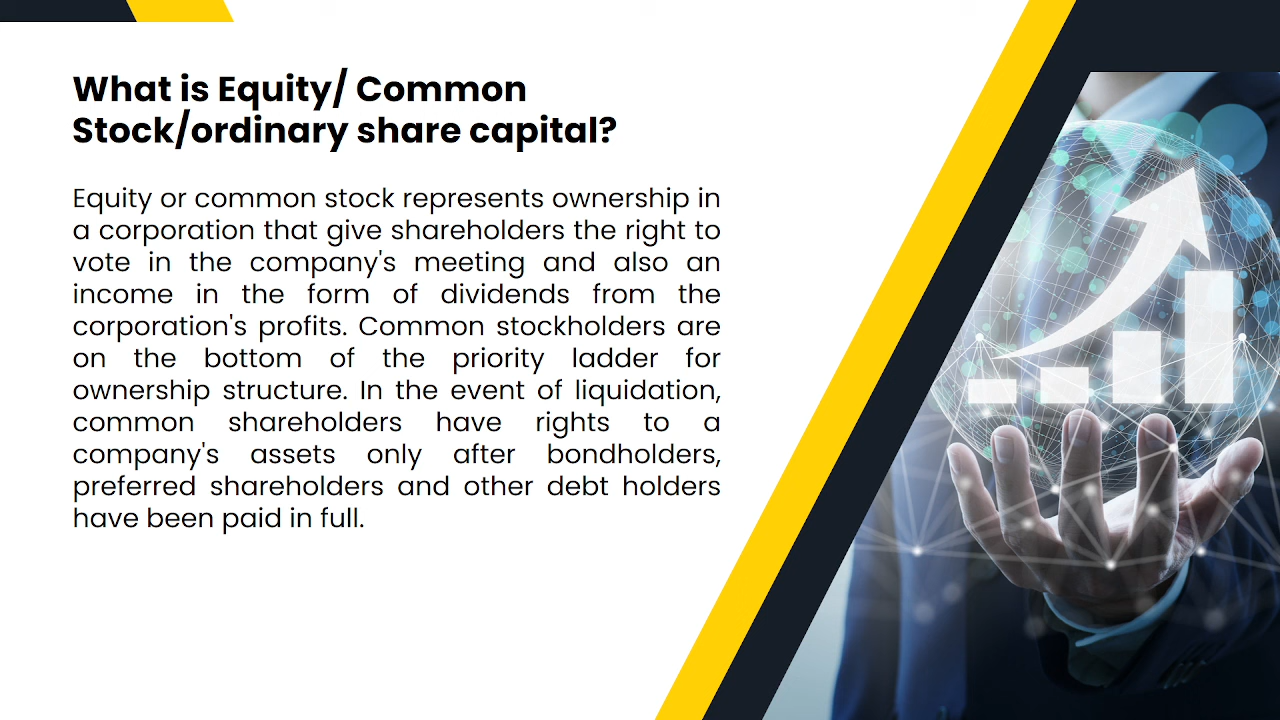 What is Equity/ Common
Stock/ordinary share capital?
Equity or common stock represents ownership in
a corporation that give shareholders the right to
vote in the company's meeting and also an
income in the form of dividends from the
corporation's profits. Common stockholders are
on the bottom of the priority ladder for
ownership structure. In the event of liquidation,
common shareholders have rights to a
company's assets only after bondholders,
preferred shareholders and other debt holders
have been paid in full.